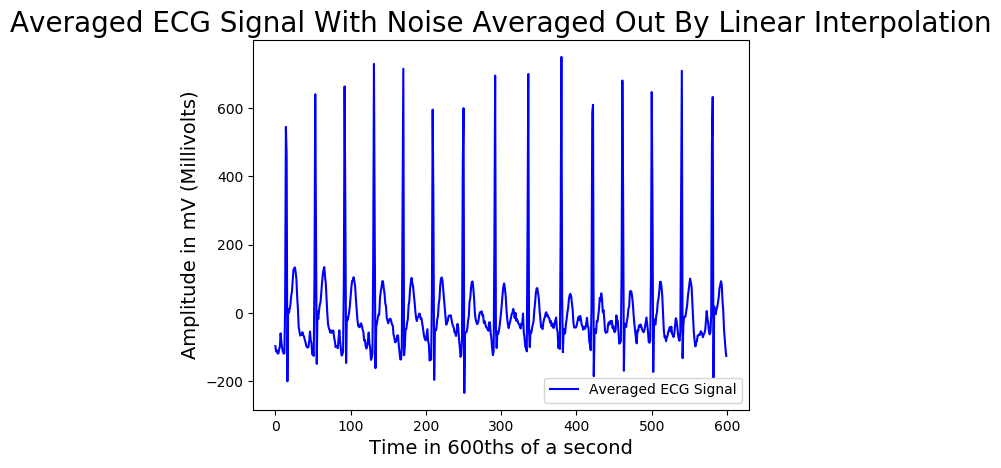 Averaged ECG Signal With Noise Averaged Out By Linear Interpolation
Amplitude in mV (Millivolts)
600
400
200
0
−200
Averaged ECG Signal
0 100 200 300 400 500 600
Time in 600ths of a second